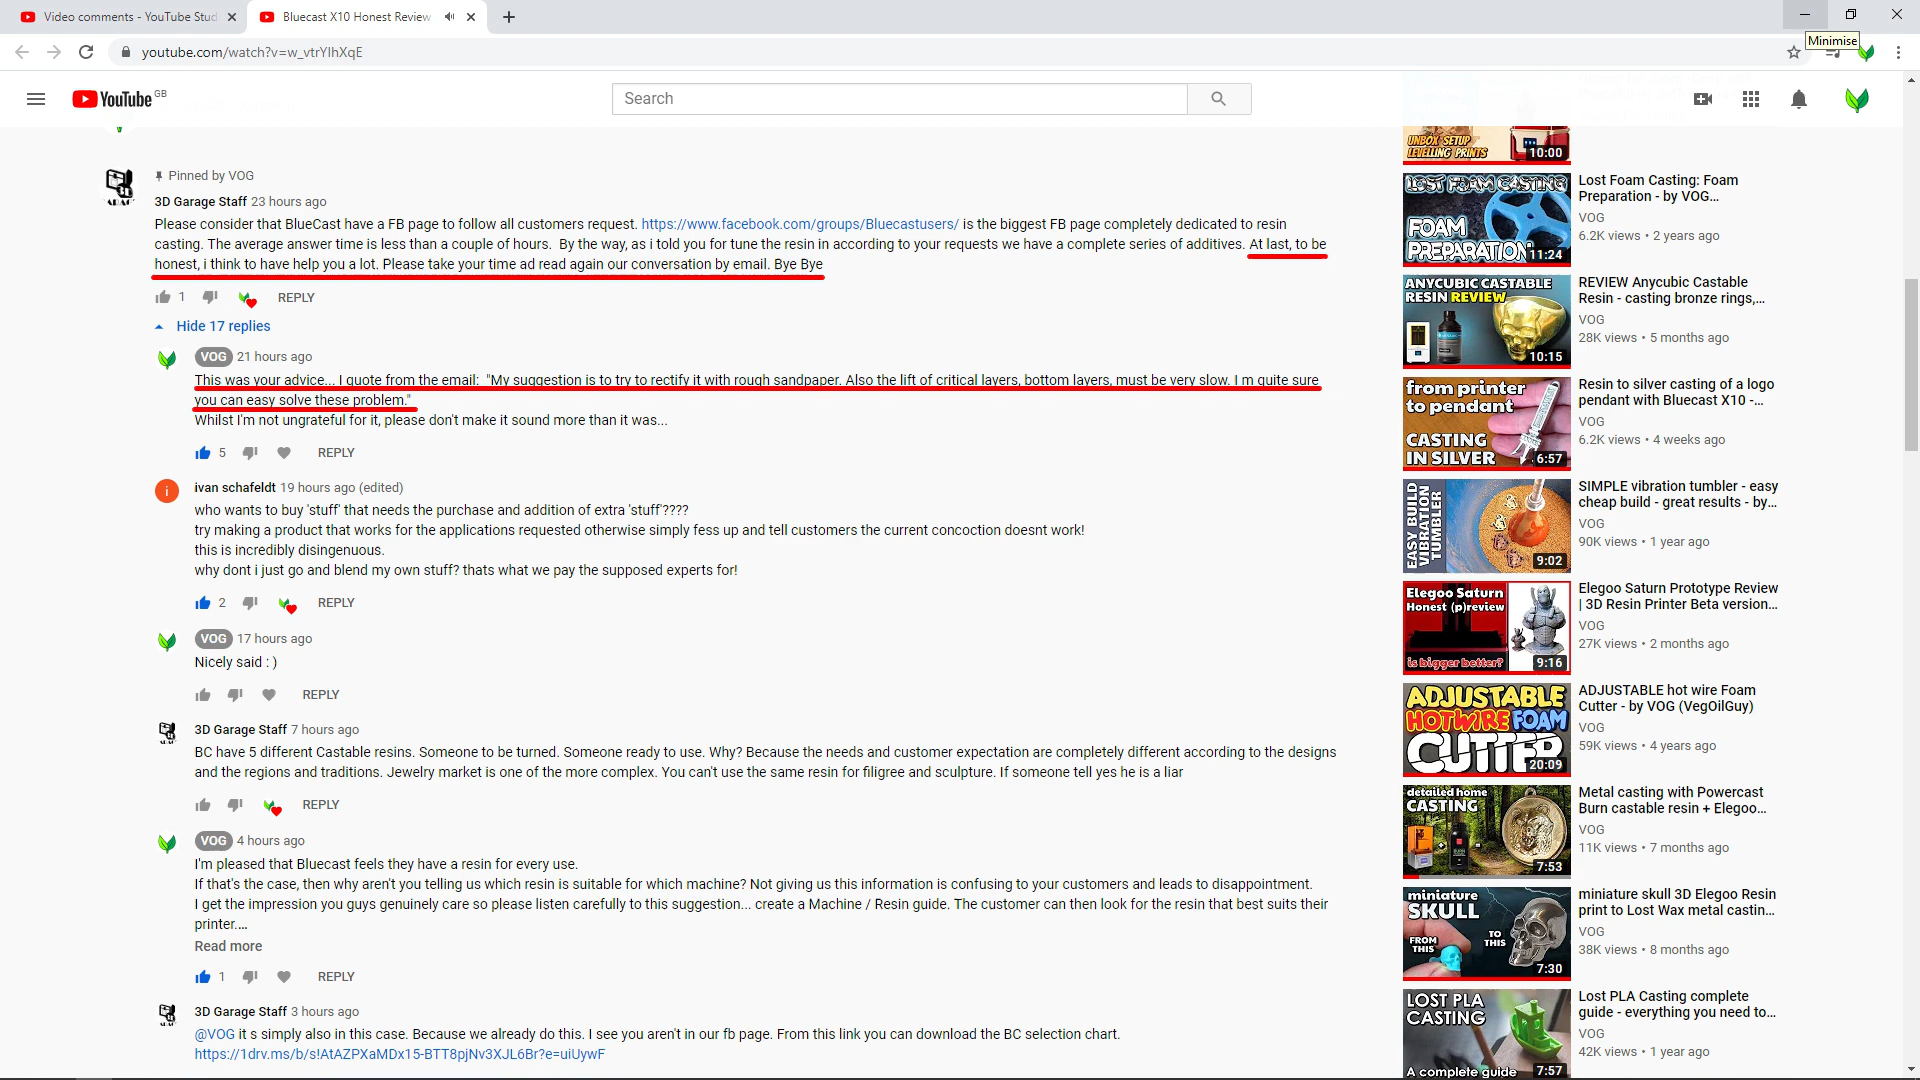 Video comments - YouTube Stud
Bluecast X10 Honest Review
youtube.com/watch?v=w_vtrYIhXqE
Minimise
YouTube GB
Search
Pinned by VOG
3D Garage Staff 23 hours ago
Please consider that BlueCast have a FB page to follow all customers request. https://www.facebook.com/groups/Bluecastusers/ is the biggest FB page completely dedicated to resin
casting. The average answer time is less than a couple of hours. By the way, as i told you for tune the resin in according to your requests we have a complete series of additives. At last, to be
honest, i think to have help you a lot. Please take your time ad read again our conversation by email. Bye Bye
1 REPLY
Hide 17 replies
VOG 21 hours ago
This was your advice... I quote from the email: "My suggestion is to try to rectify it with rough sandpaper. Also the lift of critical layers, bottom layers, must be very slow. I m quite sure
you can easy solve these problem."
Whilst I'm not ungrateful for it, please don't make it sound more than it was...
5 REPLY
i
ivan schafeldt 19 hours ago (edited)
who wants to buy 'stuff' that needs the purchase and addition of extra 'stuff'????
try making a product that works for the applications requested otherwise simply fess up and tell customers the current concoction doesnt work!
this is incredibly disingenuous.
why dont i just go and blend my own stuff? thats what we pay the supposed experts for!
2 REPLY
VOG 17 hours ago
Nicely said : )
REPLY
3D Garage Staff 7 hours ago
BC have 5 different Castable resins. Someone to be turned. Someone ready to use. Why? Because the needs and customer expectation are completely different according to the designs
and the regions and traditions. Jewelry market is one of the more complex. You can't use the same resin for filigree and sculpture. If someone tell yes he is a liar
REPLY
VOG 4 hours ago
I'm pleased that Bluecast feels they have a resin for every use.
If that's the case, then why aren't you telling us which resin is suitable for which machine? Not giving us this information is confusing to your customers and leads to disappointment.
I get the impression you guys genuinely care so please listen carefully to this suggestion... create a Machine / Resin guide. The customer can then look for the resin that best suits their
printer....
Read more
1 REPLY
3D Garage Staff 3 hours ago
@VOG it s simply also in this case. Because we already do this. I see you aren't in our fb page. From this link you can download the BC selection chart.
https://1drv.ms/b/s!AtAZPXaMDx15-BTT8pjNv3XJL6Br?e=uiUywF
UNBOX SETUP
LEVELLING PRINTS
10:00
LOST FOAM CASTING
FOAM
PREPARATION
11:24
Lost Foam Casting: Foam
Preparation - by VOG...
VOG
6.2K views • 2 years ago
ANYCUBIC CASTABLE
RESIN REVIEW
10:15
REVIEW Anycubic Castable
Resin - casting bronze rings,...
VOG
28K views • 5 months ago
from printer
to pendant
CASTING
IN SILVER
6:57
Resin to silver casting of a logo
pendant with Bluecast X10 -...
VOG
6.2K views • 4 weeks ago
EASY BUILD
VIBRATION
TUMBLER
9:02
SIMPLE vibration tumbler - easy
cheap build - great results - by...
VOG
90K views • 1 year ago
Elegoo Saturn
Honest (p)review
is bigger better?
9:16
Elegoo Saturn Prototype Review
| 3D Resin Printer Beta version...
VOG
27K views • 2 months ago
ADJUSTABLE
HOTWIRE FOAM
CUTTER
20:09
ADJUSTABLE hot wire Foam
Cutter - by VOG (VegOilGuy)
VOG
59K views • 4 years ago
detailed home
CASTING
7:53
Metal casting with Powercast
Burn castable resin + Elegoo...
VOG
11K views • 7 months ago
miniature
SKULL
FROM THIS
TO THIS
7:30
miniature skull 3D Elegoo Resin
print to Lost Wax metal castin...
VOG
38K views • 8 months ago
LOST PLA
CASTING
A complete guide
7:57
Lost PLA Casting complete
guide - everything you need to...
VOG
42K views • 1 year ago